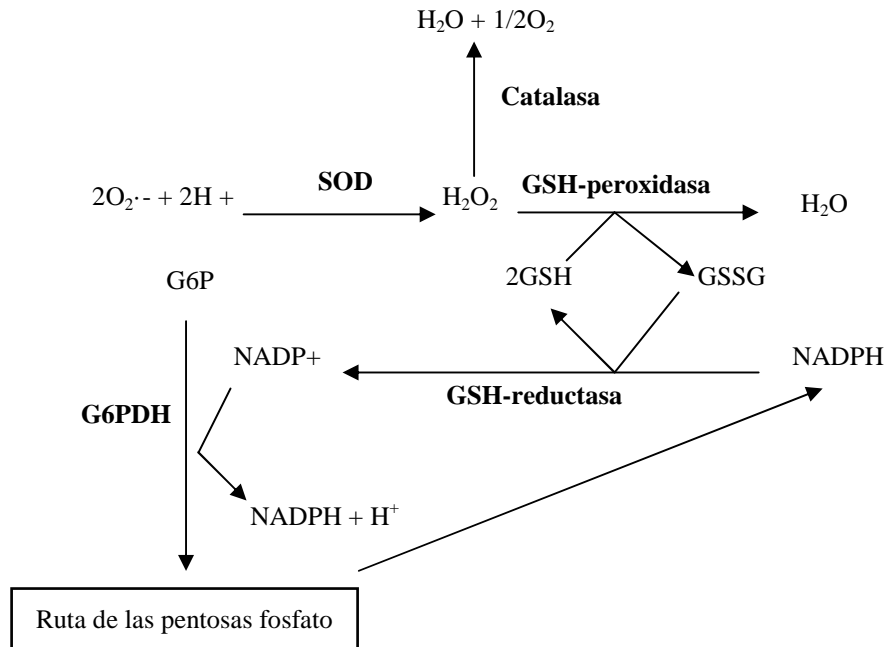 H₂O + 1/2O₂
Catalasa
2O₂·- + 2H +
SOD
H₂O₂
GSH-peroxidasa
H₂O
G6P
2GSH
GSSG
NADP+
NADPH
G6PDH
GSH-reductasa
NADPH + H⁺
Ruta de las pentosas fosfato